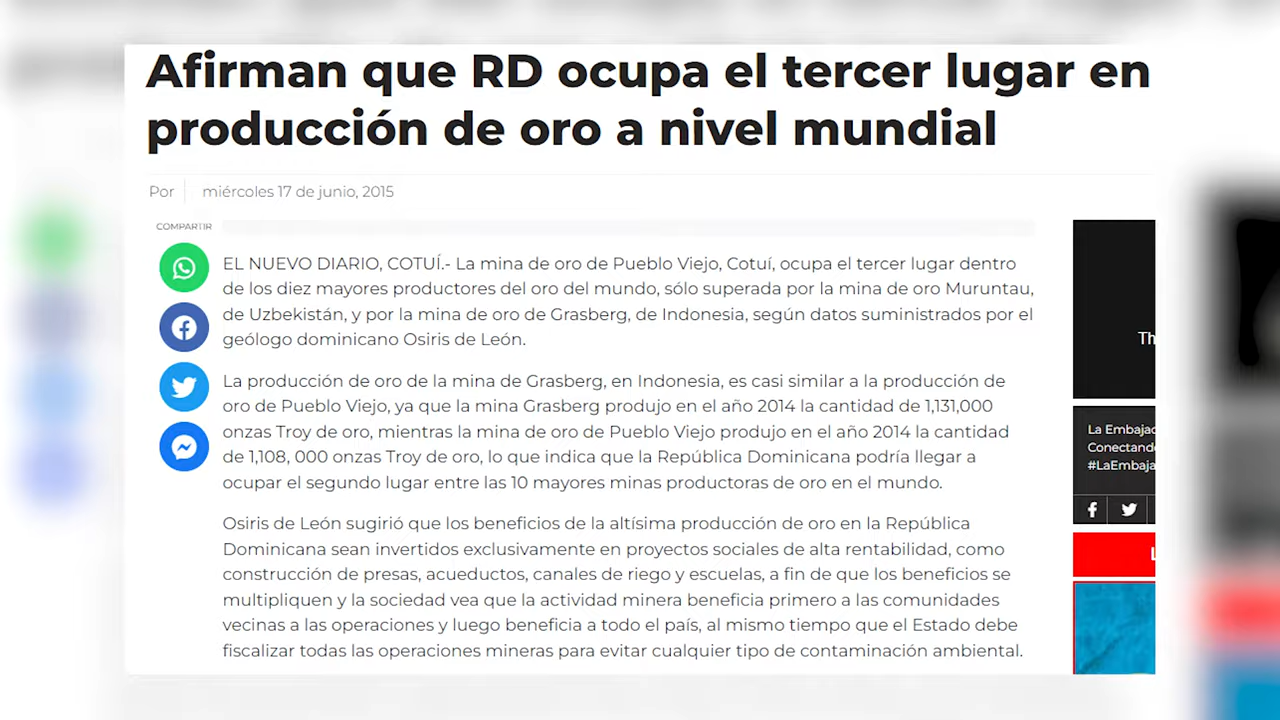 Afirman que RD ocupa el tercer lugar en
producción de oro a nivel mundial
Por miércoles 17 de junio, 2015
COMPARTIR
EL NUEVO DIARIO, COTUÍ.- La mina de oro de Pueblo Viejo, Cotuí, ocupa el tercer lugar dentro
de los diez mayores productores del oro del mundo, sólo superada por la mina de oro Muruntau,
de Uzbekistán, y por la mina de oro de Grasberg, de Indonesia, según datos suministrados por el
geólogo dominicano Osiris de León.
La producción de oro de la mina de Grasberg, en Indonesia, es casi similar a la producción de
oro de Pueblo Viejo, ya que la mina Grasberg produjo en el año 2014 la cantidad de 1,131,000
onzas Troy de oro, mientras la mina de oro de Pueblo Viejo produjo en el año 2014 la cantidad
de 1,108, 000 onzas Troy de oro, lo que indica que la República Dominicana podría llegar a
ocupar el segundo lugar entre las 10 mayores minas productoras de oro en el mundo.
Osiris de León sugirió que los beneficios de la altísima producción de oro en la República
Dominicana sean invertidos exclusivamente en proyectos sociales de alta rentabilidad, como
construcción de presas, acueductos, canales de riego y escuelas, a fin de que los beneficios se
multipliquen y la sociedad vea que la actividad minera beneficia primero a las comunidades
vecinas a las operaciones y luego beneficia a todo el país, al mismo tiempo que el Estado debe
fiscalizar todas las operaciones mineras para evitar cualquier tipo de contaminación ambiental.
Th
La Embajac
Conectando
#LaEmbaja